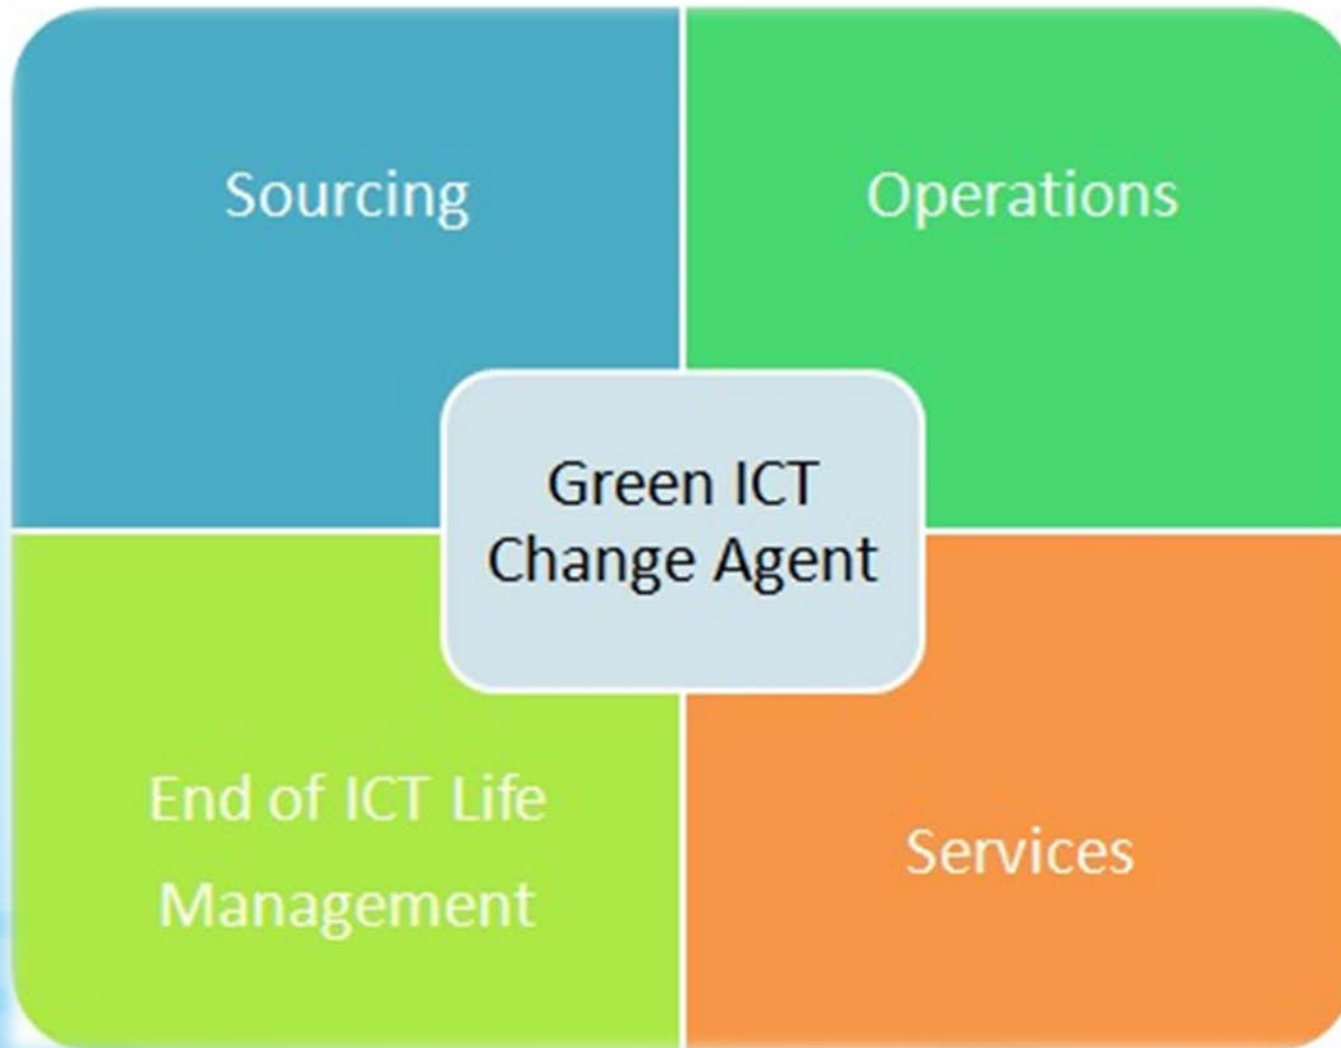 Sourcing
Operations
Green ICT
Change Agent
End of ICT Life
Management
Services